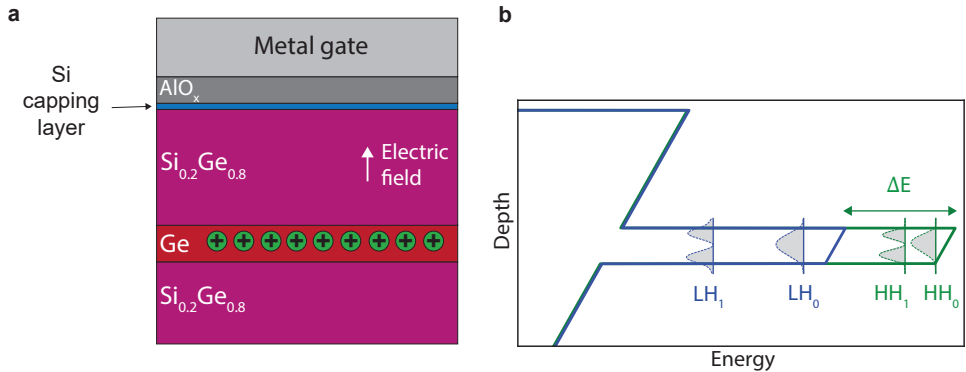 a
Metal gate
Si
capping
layer
AlOₓ
Si₀.₂Ge₀.₈
Electric
field
Ge
+ + + + + + + + +
Si₀.₂Ge₀.₈
b
Depth
ΔE
LH₁
LH₀
HH₁
HH₀
Energy